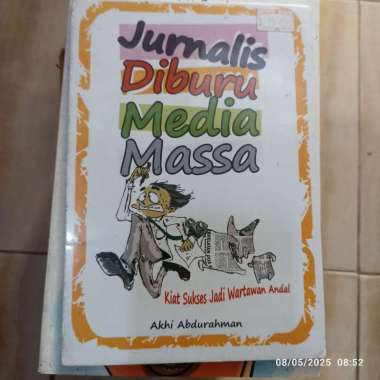 Jurnalis
Diburu
Media
Massa
Kiat Sukses Jadi Wartawan Andal
Akhi Abdurahman
08/05/2025 08:52